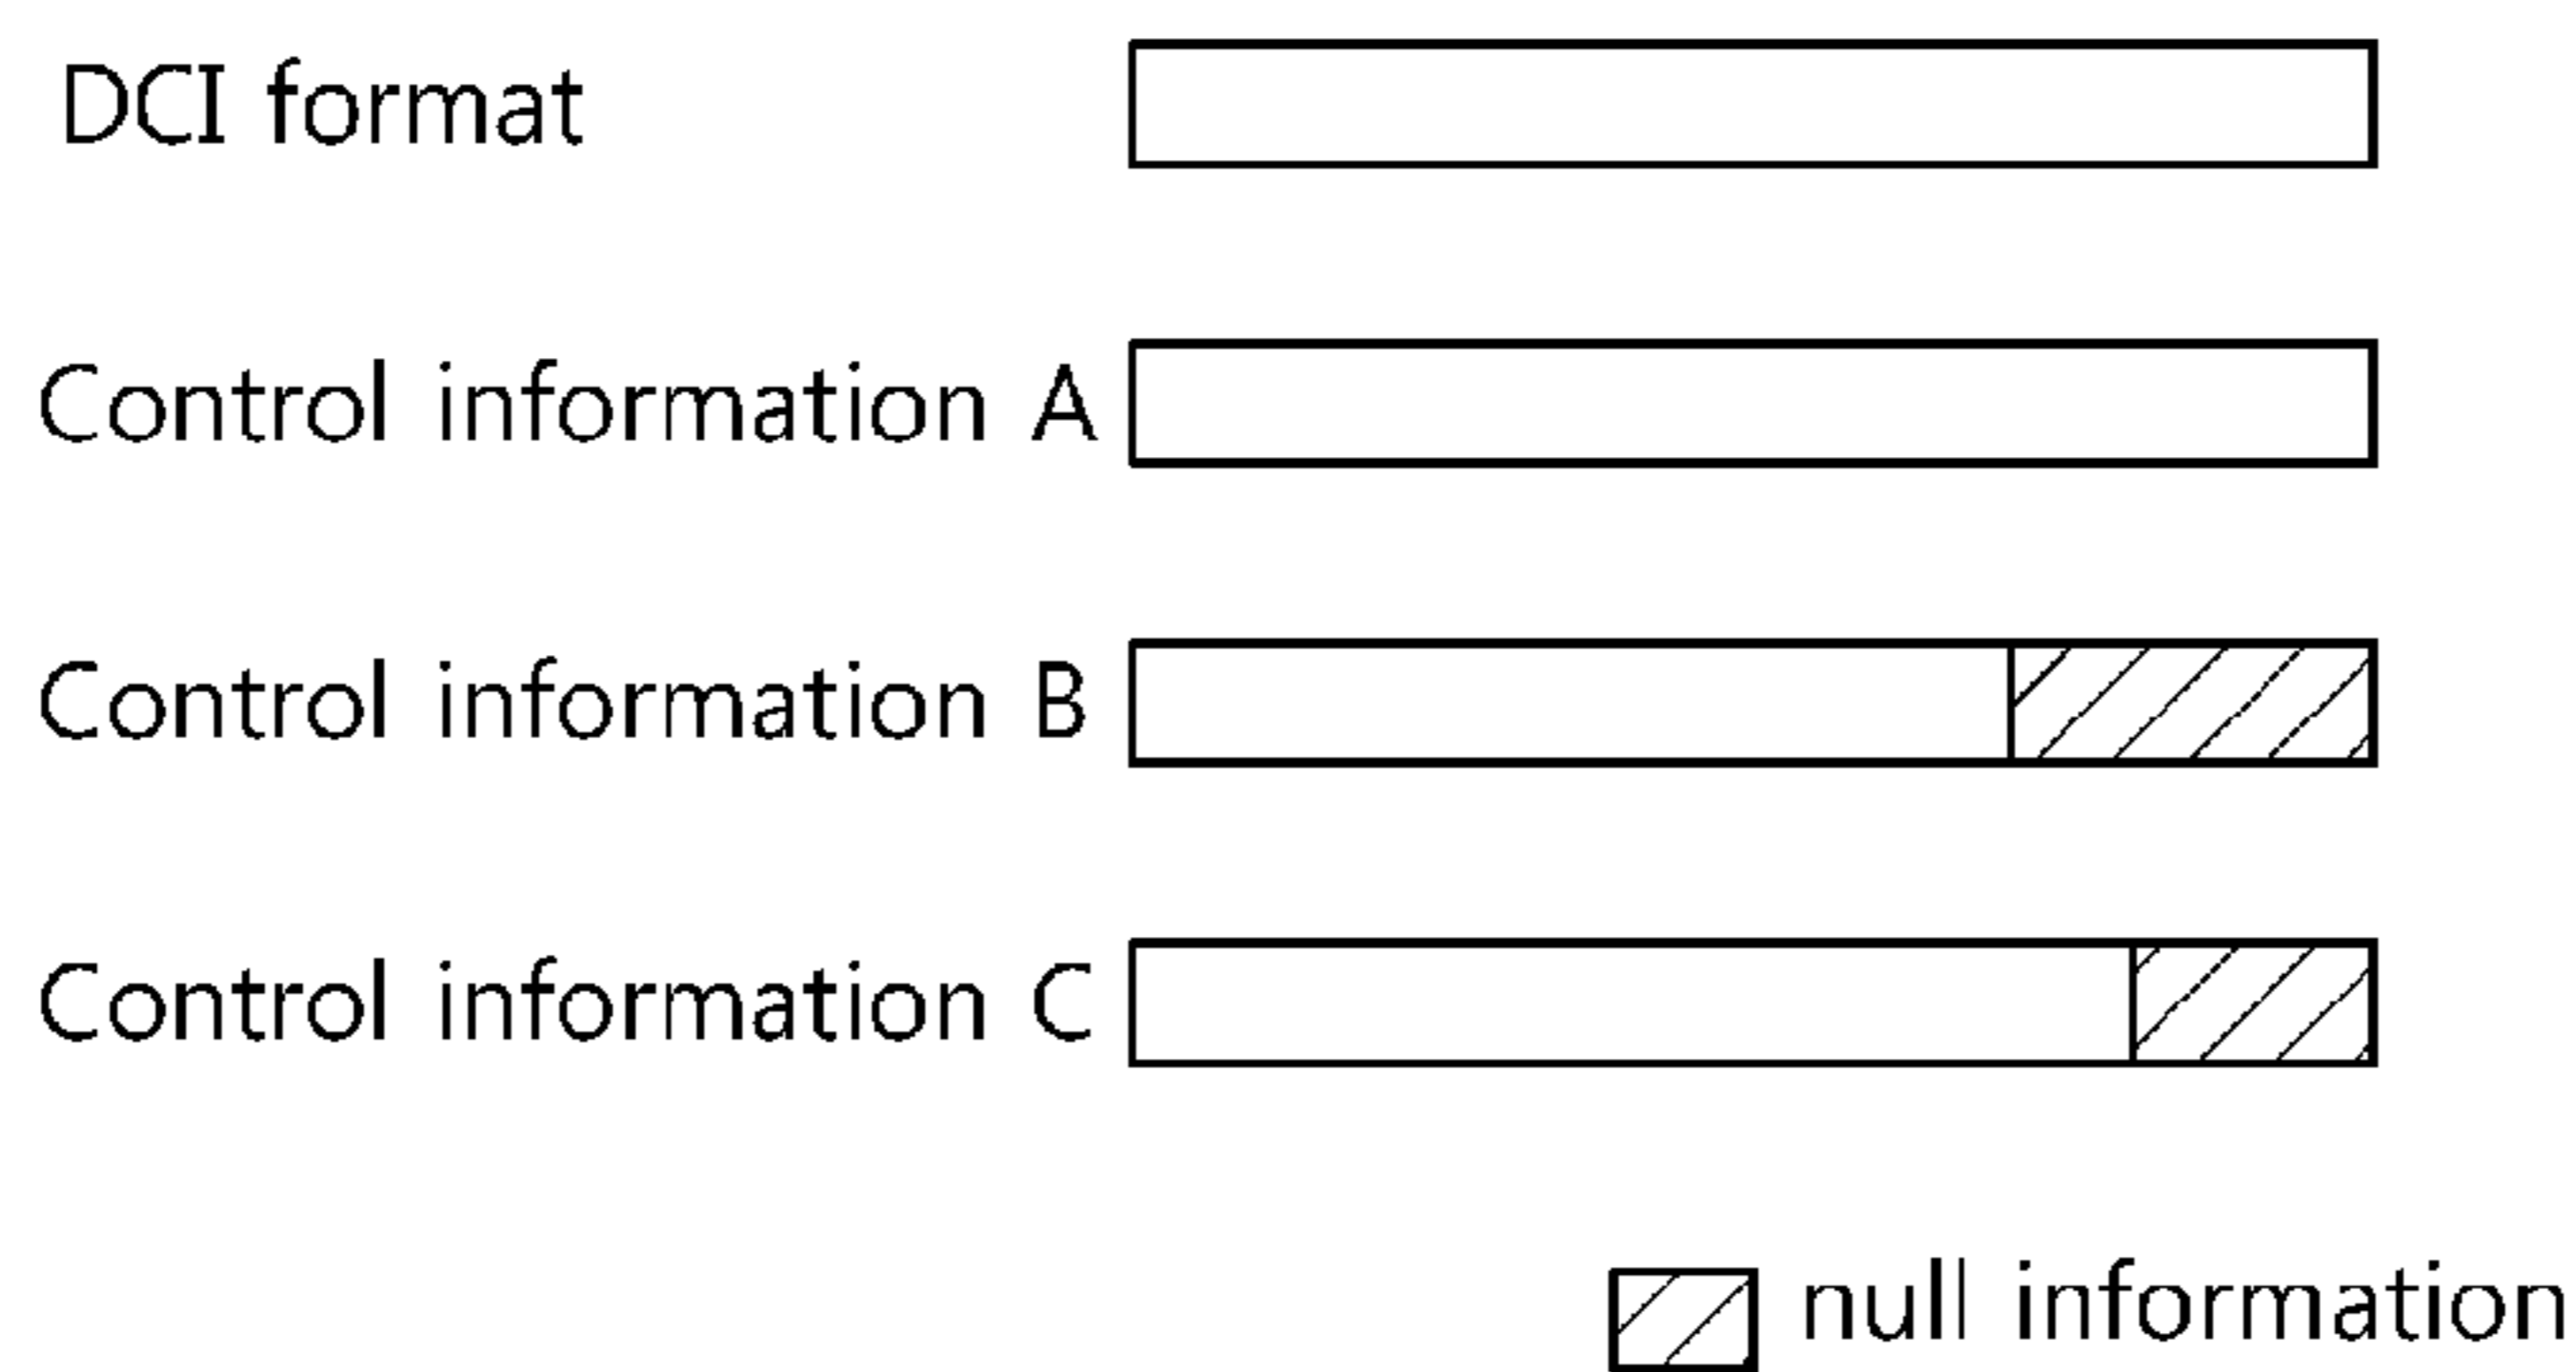 DCI format
Control information A
Control information B
Control information C
null information